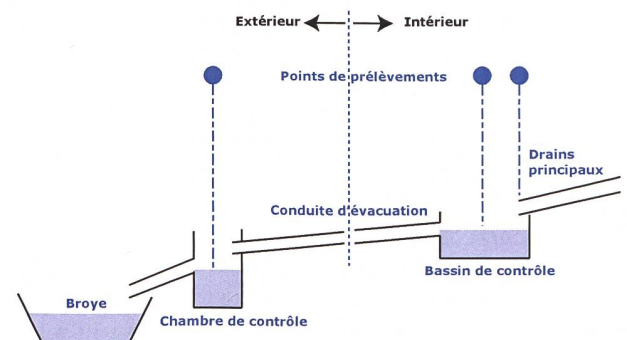 Extérieur
Intérieur
Points de prélèvements
Drains
principaux
Conduite d'évacuation
Bassin de contrôle
Broye
Chambre de contrôle